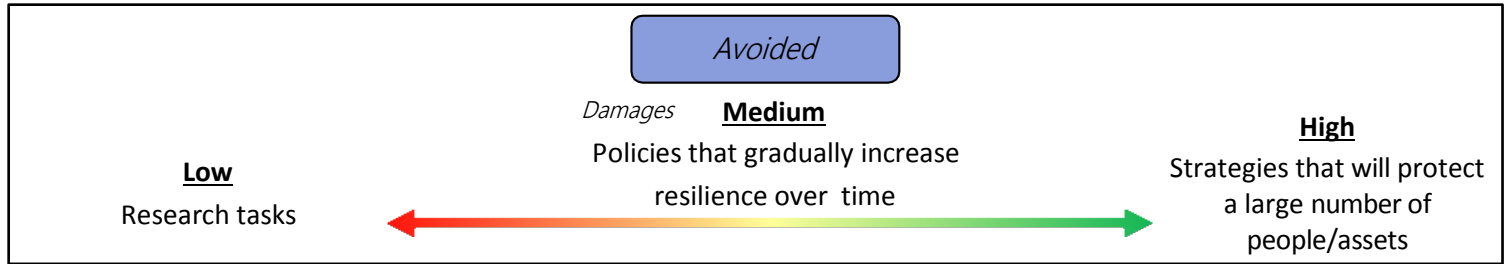 Avoided
Damages Medium
Policies that gradually increase
resilience over time
Low
Research tasks
High
Strategies that will protect
a large number of
people/assets